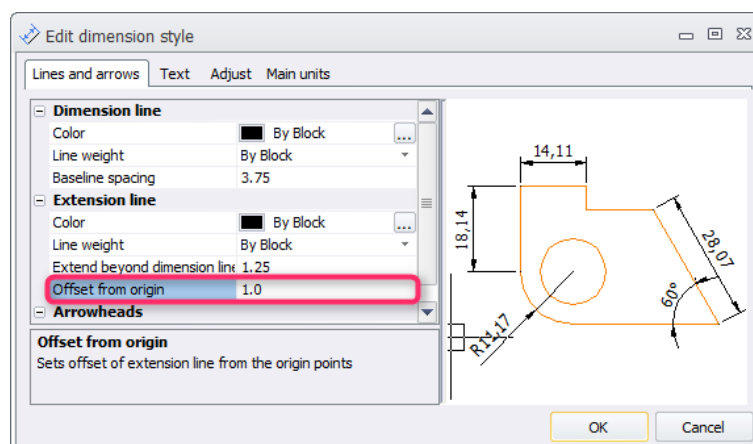 Edit dimension style
Lines and arrows Text Adjust Main units
Dimension line
Color By Block ...
Line weight By Block
Baseline spacing 3.75
Extension line
Color By Block ...
Line weight By Block
Extend beyond dimension line 1.25
Offset from origin 1.0
Arrowheads
Offset from origin
Sets offset of extension line from the origin points
14,11
18,14
28,07
60°
R11,17
OK Cancel